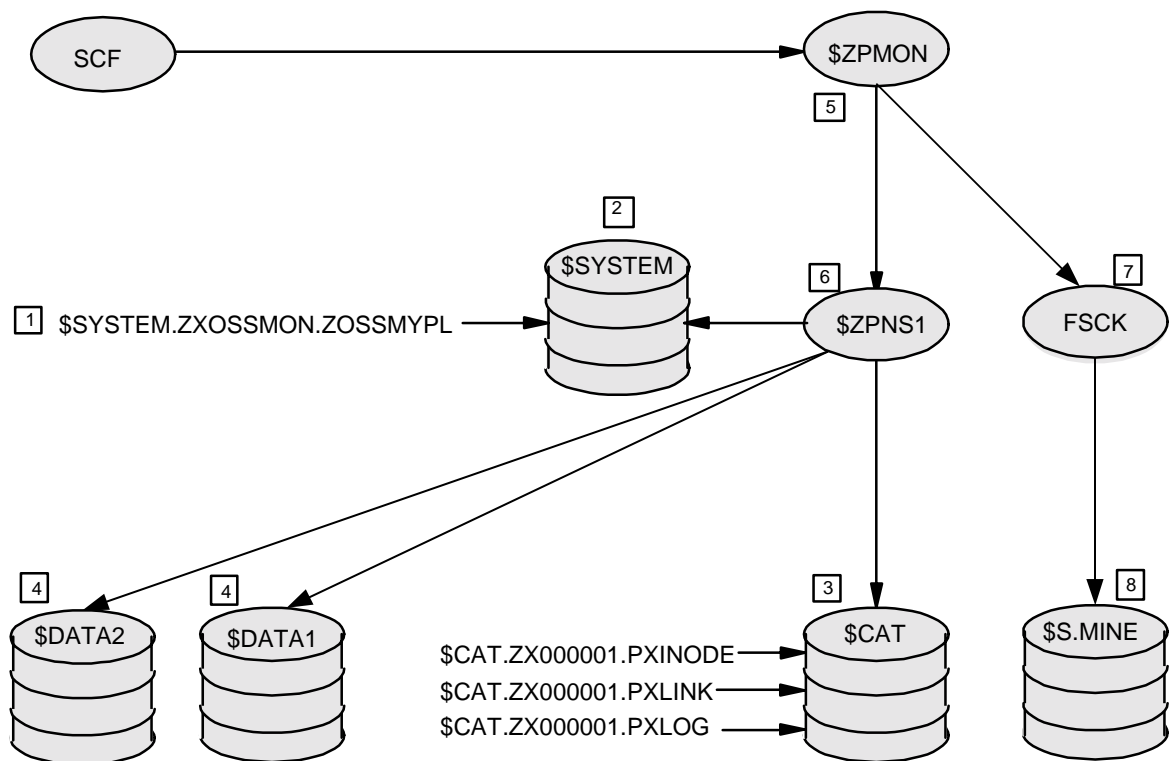 SCF
$ZPMON
5
2
$SYSTEM
6
7
1 $SYSTEM.ZXOSSMON.ZOSSMYPL
$ZPNS1
FSCK
4
4
3
8
$DATA2
$DATA1
$CAT
$S.MINE
$CAT.ZX000001.PXINODE
$CAT.ZX000001.PXLINK
$CAT.ZX000001.PXLOG